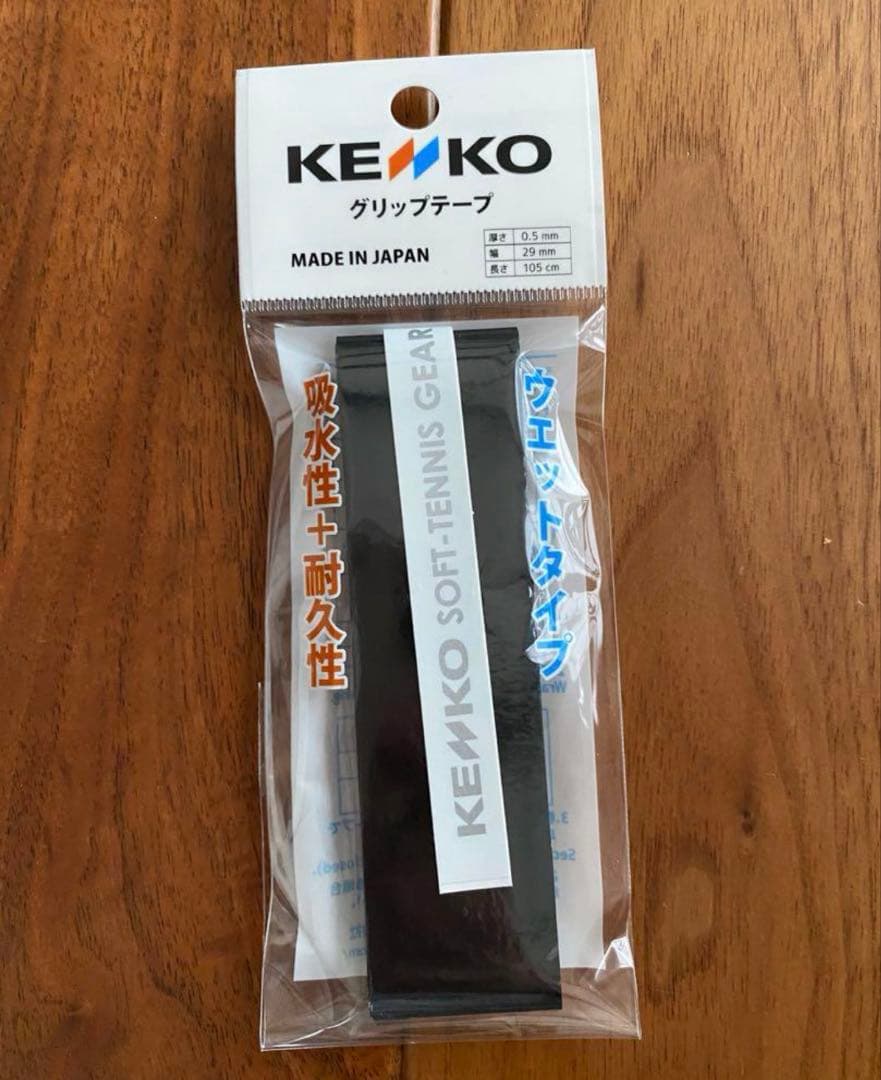 KENKO
グリップテープ
MADE IN JAPAN
厚さ 0.5 mm
幅 29 mm
長さ 105 cm
吸水性+耐久性
ウエットタイプ
KENKO SOFT-TENNIS GEAR